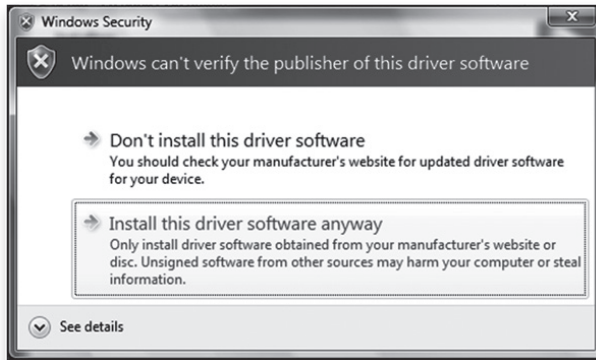 Windows Security
Windows can't verify the publisher of this driver software
Don't install this driver software
You should check your manufacturer's website for updated driver software
for your device.
Install this driver software anyway
Only install driver software obtained from your manufacturer's website or
disc. Unsigned software from other sources may harm your computer or steal
information.
See details